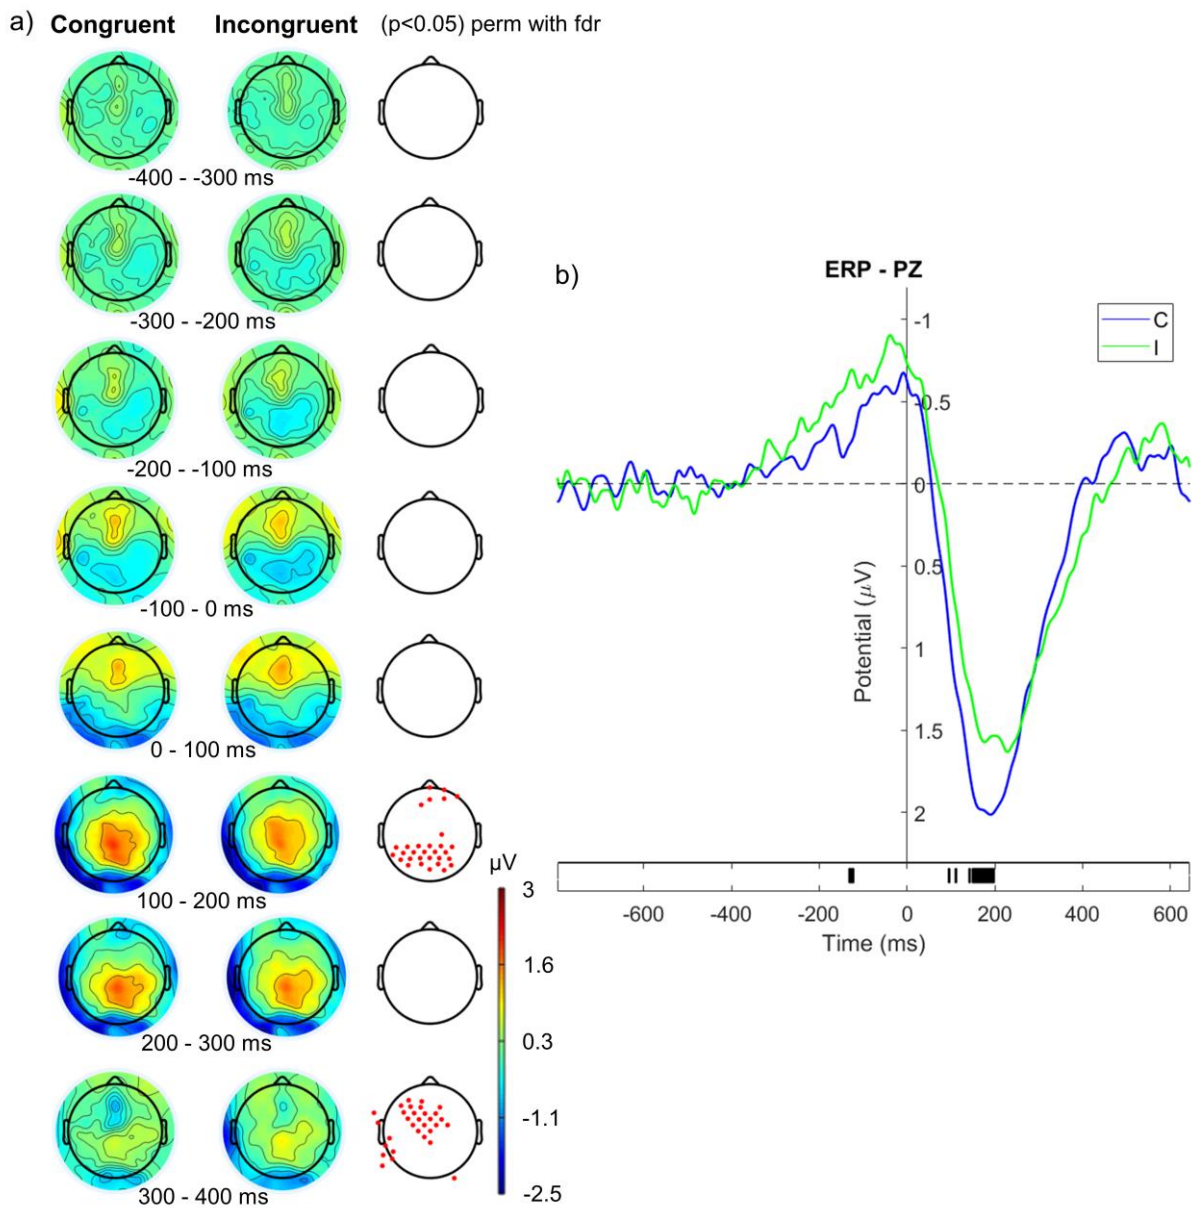 a) Congruent Incongruent (p<0.05) perm with fdr
-400 - -300 ms
-300 - -200 ms
-200 - -100 ms
-100 - 0 ms
0 - 100 ms
100 - 200 ms
200 - 300 ms
300 - 400 ms
µV
3
1.6
0.3
-1.1
-2.5
b)
ERP - PZ
C
I
-1
-0.5
0
0.5
1
1.5
2
Potential (µV)
-600 -400 -200 0 200 400 600
Time (ms)